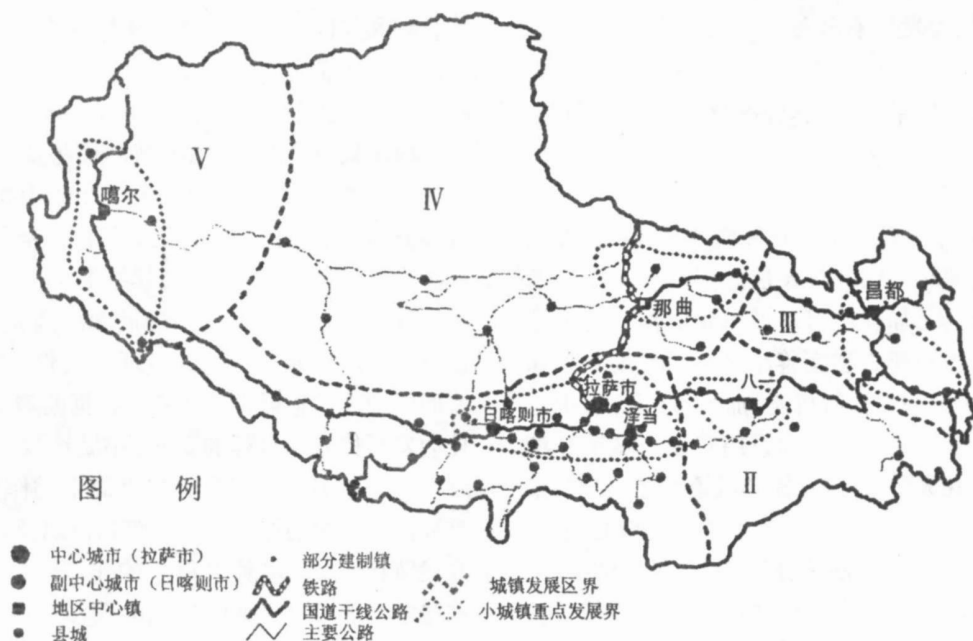 V
IV
噶尔
昌都
那曲
III
八一
拉萨市
泽当
日喀则市
I
II
图 例
中心城市（拉萨市）
副中心城市（日喀则市）
地区中心镇
县城
部分建制镇
铁路
国道干线公路
主要公路
城镇发展区界
小城镇重点发展界